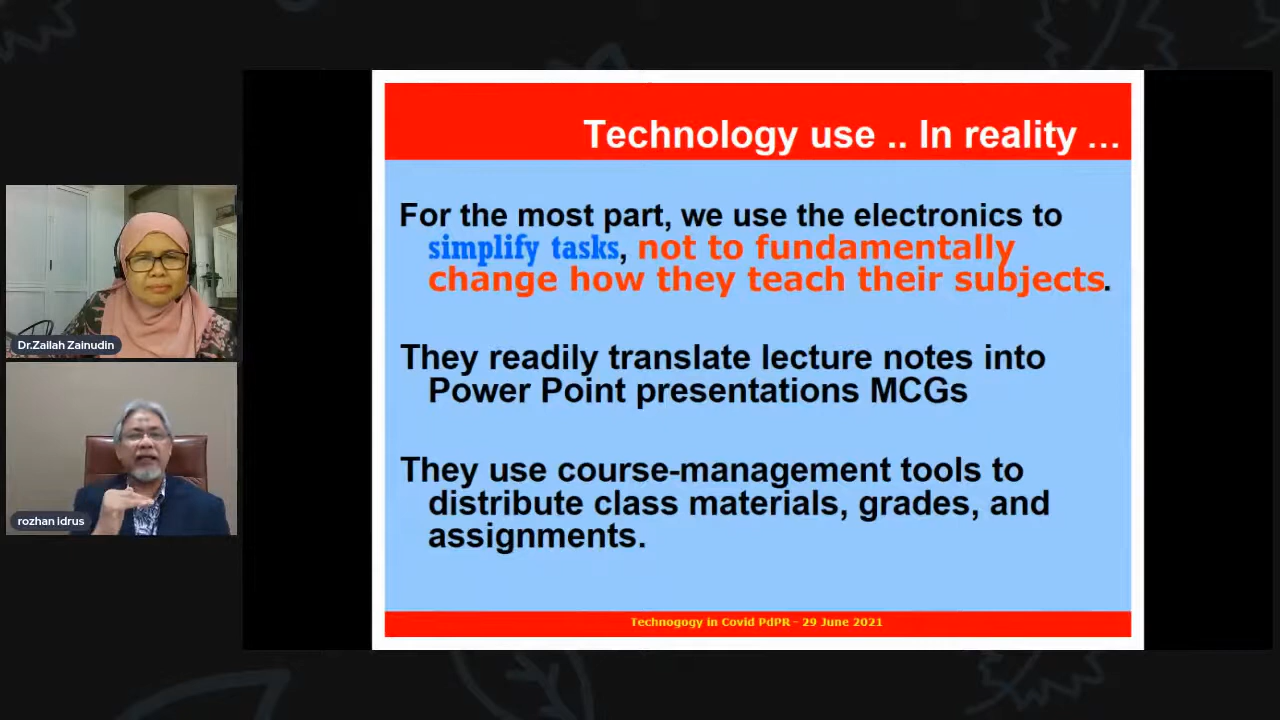 Technology use .. In reality ...
For the most part, we use the electronics to
simplify tasks, not to fundamentally
change how they teach their subjects.
They readily translate lecture notes into
Power Point presentations MCGs
They use course-management tools to
distribute class materials, grades, and
assignments.
Technogogy in Covid PdPR - 29 June 2021
Dr.Zailah Zainudin
rozhan idrus